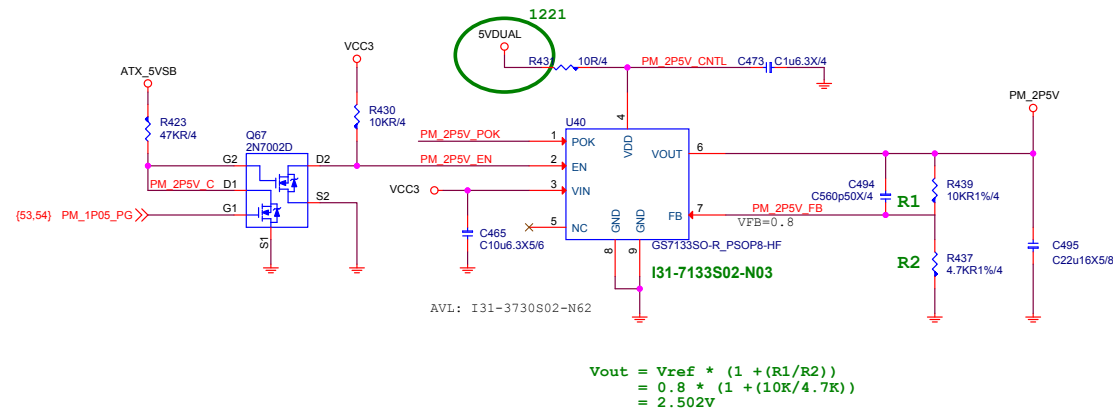 1221
5VDUAL
R431 10R/4
PM_2P5V_CNTL
C473 C1u6.3X/4
VCC3
ATX_5VSB
R423
47KR/4
R430
10KR/4
PM_2P5V
Q67
2N7002D
U40
4
PM_2P5V_POK 1 POK
VDD
VOUT 6
G2
D2
PM_2P5V_EN 2 EN
PM_2P5V_C D1
VCC3 3 VIN
C494
C560p50X/4
R1
R439
10KR1%/4
{53,54} PM_1P05_PG G1
S2
S1
FB 7 PM_2P5V_FB
VFB=0.8
5 NC
GND
GND
8
9
C465
C10u6.3X5/6
GS7133SO-R_PSOP8-HF
I31-7133S02-N03
R2
R437
4.7KR1%/4
C495
C22u16X5/8
AVL: I31-3730S02-N62
Vout = Vref * (1 +(R1/R2))
= 0.8 * (1 +(10K/4.7K))
= 2.502V